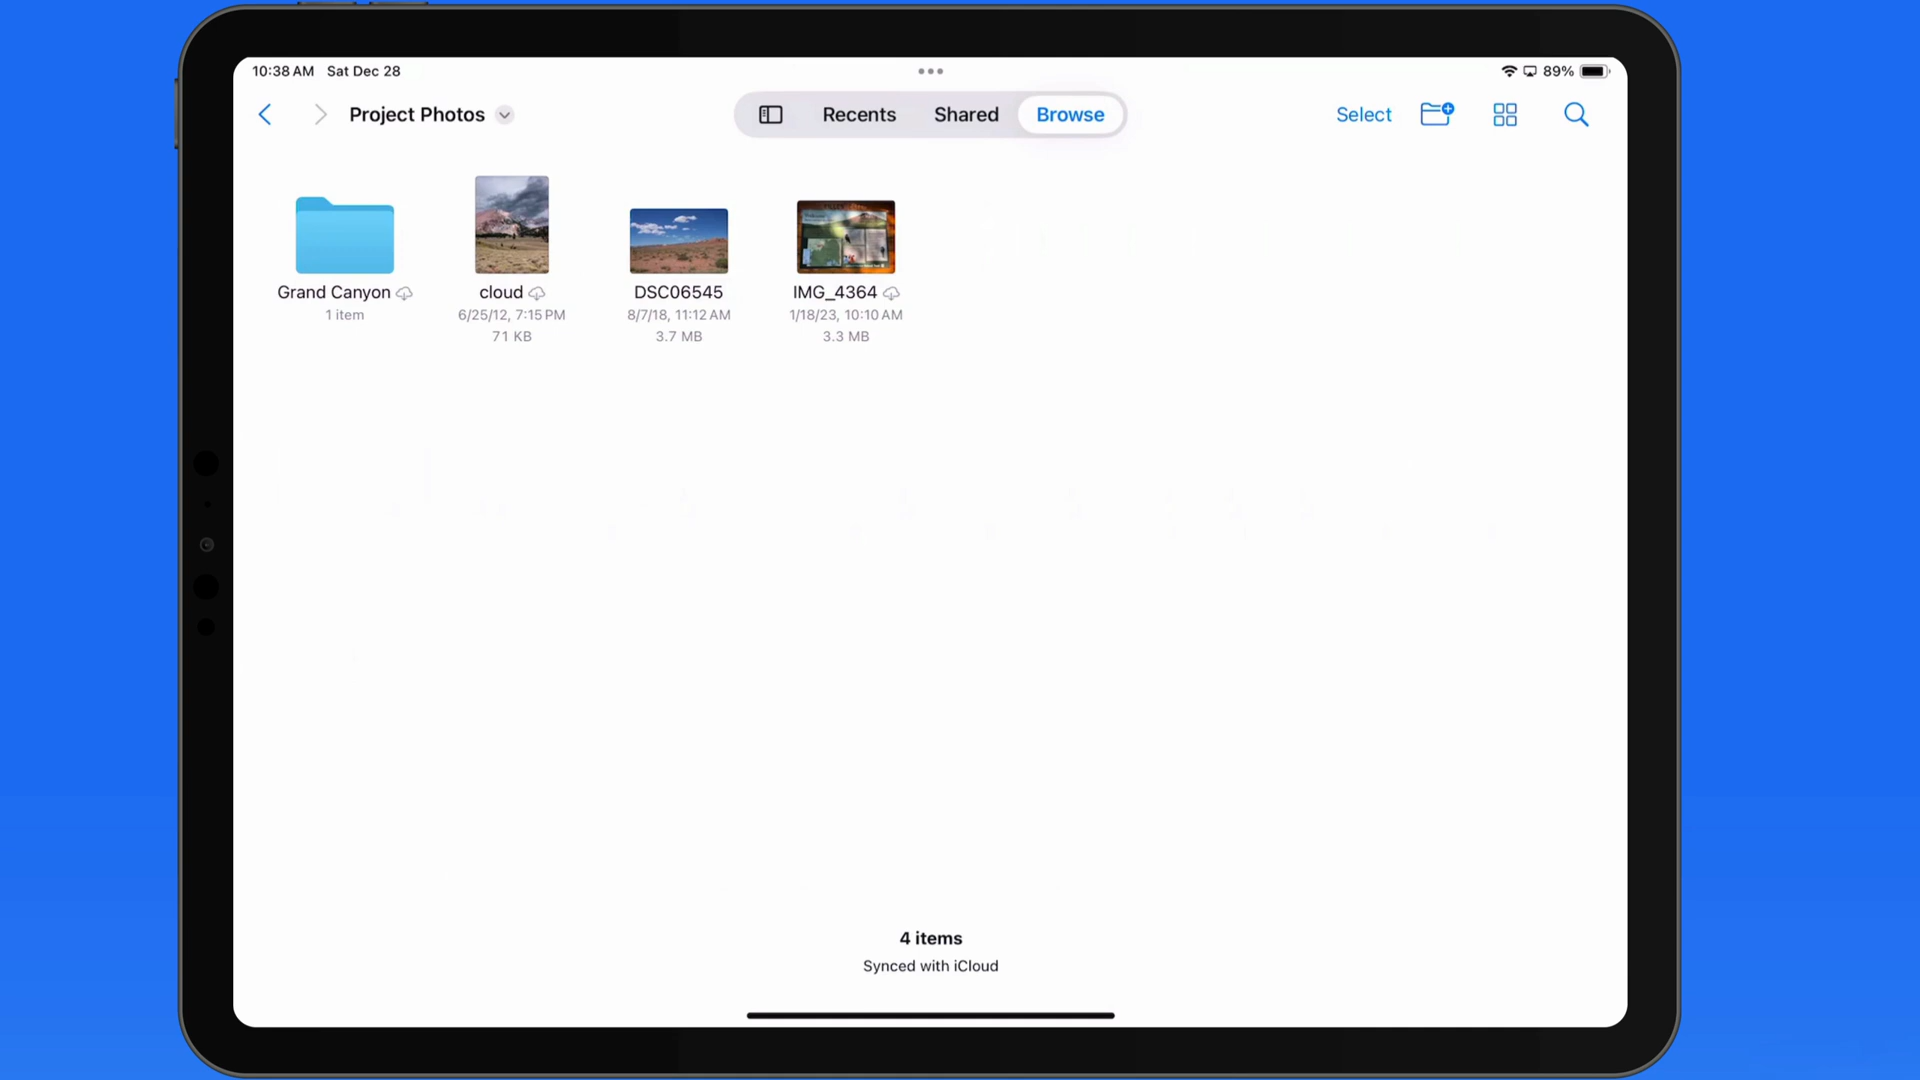 10:38 AM Sat Dec 28
89%
Project Photos
Recents
Shared
Browse
Select
Grand Canyon
1 item
cloud
6/25/12, 7:15 PM
71 KB
DSC06545
8/7/18, 11:12 AM
3.7 MB
IMG_4364
1/18/23, 10:10 AM
3.3 MB
4 items
Synced with iCloud